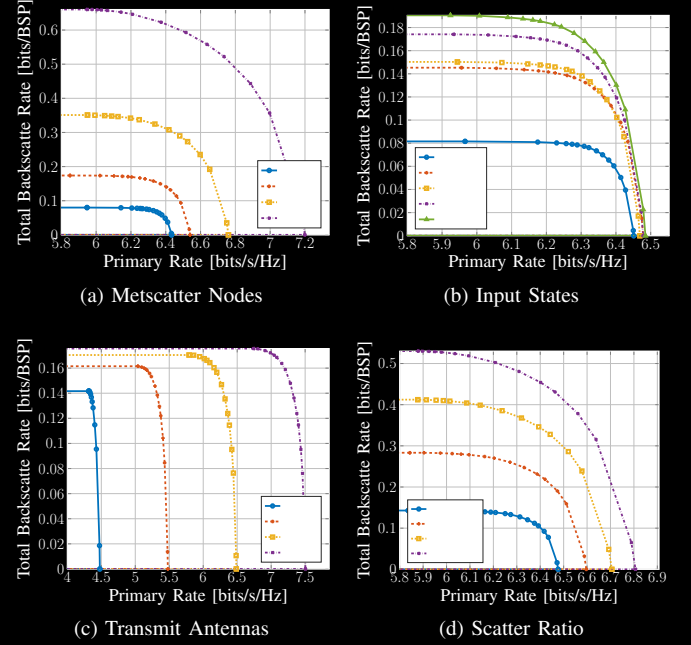 0.6
0.5
0.4
0.3
0.2
0.1
0
Total Backscatte Rate [bits/BSP]
5.8 6 6.2 6.4 6.6 6.8 7 7.2
Primary Rate [bits/s/Hz]
(a) Metscatter Nodes
0.18
0.16
0.14
0.12
0.1
0.08
0.06
0.04
0.02
0
Total Backscatte Rate [bits/BSP]
5.8 5.9 6 6.1 6.2 6.3 6.4 6.5
Primary Rate [bits/s/Hz]
(b) Input States
0.16
0.14
0.12
0.1
0.08
0.06
0.04
0.02
0
Total Backscatte Rate [bits/BSP]
4 4.5 5 5.5 6 6.5 7 7.5
Primary Rate [bits/s/Hz]
(c) Transmit Antennas
0.5
0.4
0.3
0.2
0.1
0
Total Backscatte Rate [bits/BSP]
5.8 5.9 6 6.1 6.2 6.3 6.4 6.5 6.6 6.7 6.8 6.9
Primary Rate [bits/s/Hz]
(d) Scatter Ratio